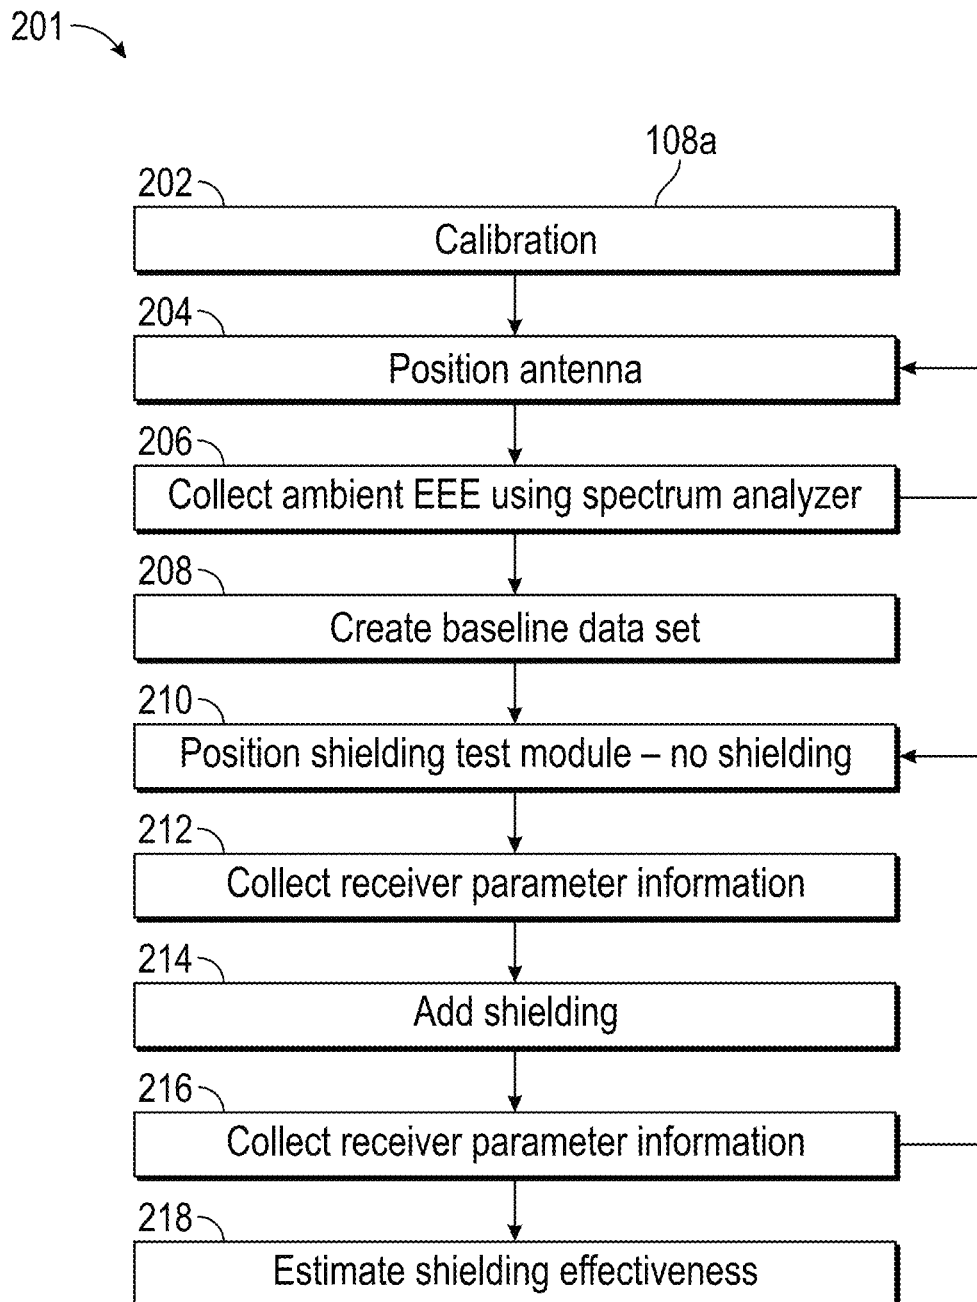 201
108a
202
Calibration
204
Position antenna
206
Collect ambient EEE using spectrum analyzer
208
Create baseline data set
210
Position shielding test module – no shielding
212
Collect receiver parameter information
214
Add shielding
216
Collect receiver parameter information
218
Estimate shielding effectiveness